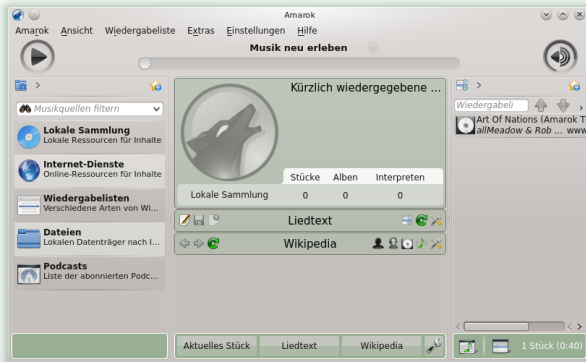 Amarok
Amarok Ansicht Wiedergabeliste Extras Einstellungen Hilfe
Musik neu erleben
Musikquellen filtern
Lokale Sammlung
Lokale Ressourcen für Inhalte
Internet-Dienste
Online-Ressourcen für Inhalte
Wiedergabelisten
Verschiedene Arten von Wi...
Dateien
Lokalen Datenträger nach I...
Podcasts
Liste der abonnierten Podc...
Kürzlich wiedergegebene ...
Stücke Alben Interpreten
Lokale Sammlung 0 0 0
Liedtext
Wikipedia
Aktuelles Stück Liedtext Wikipedia
Wiedergabeli
Art Of Nations (Amarok T
allMeadow & Rob ... www
1 Stück (0:40)